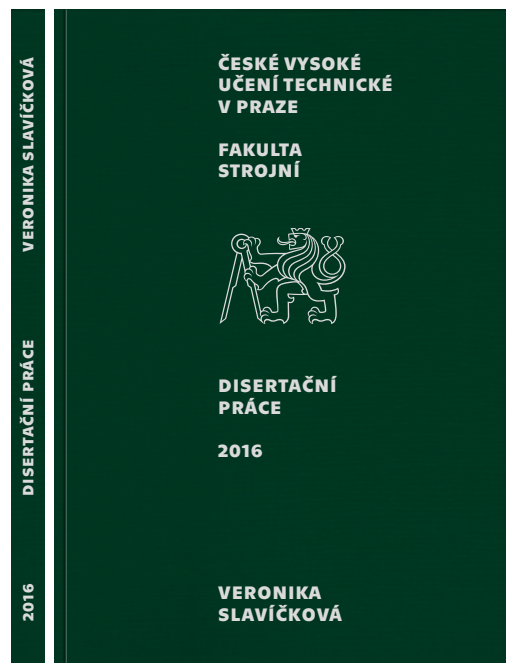 VERONIKA SLAVÍČKOVÁ
DISERTAČNÍ PRÁCE
2016
ČESKÉ VYSOKÉ
UČENÍ TECHNICKÉ
V PRAZE
FAKULTA
STROJNÍ
DISERTAČNÍ
PRÁCE
2016
VERONIKA
SLAVÍČKOVÁ